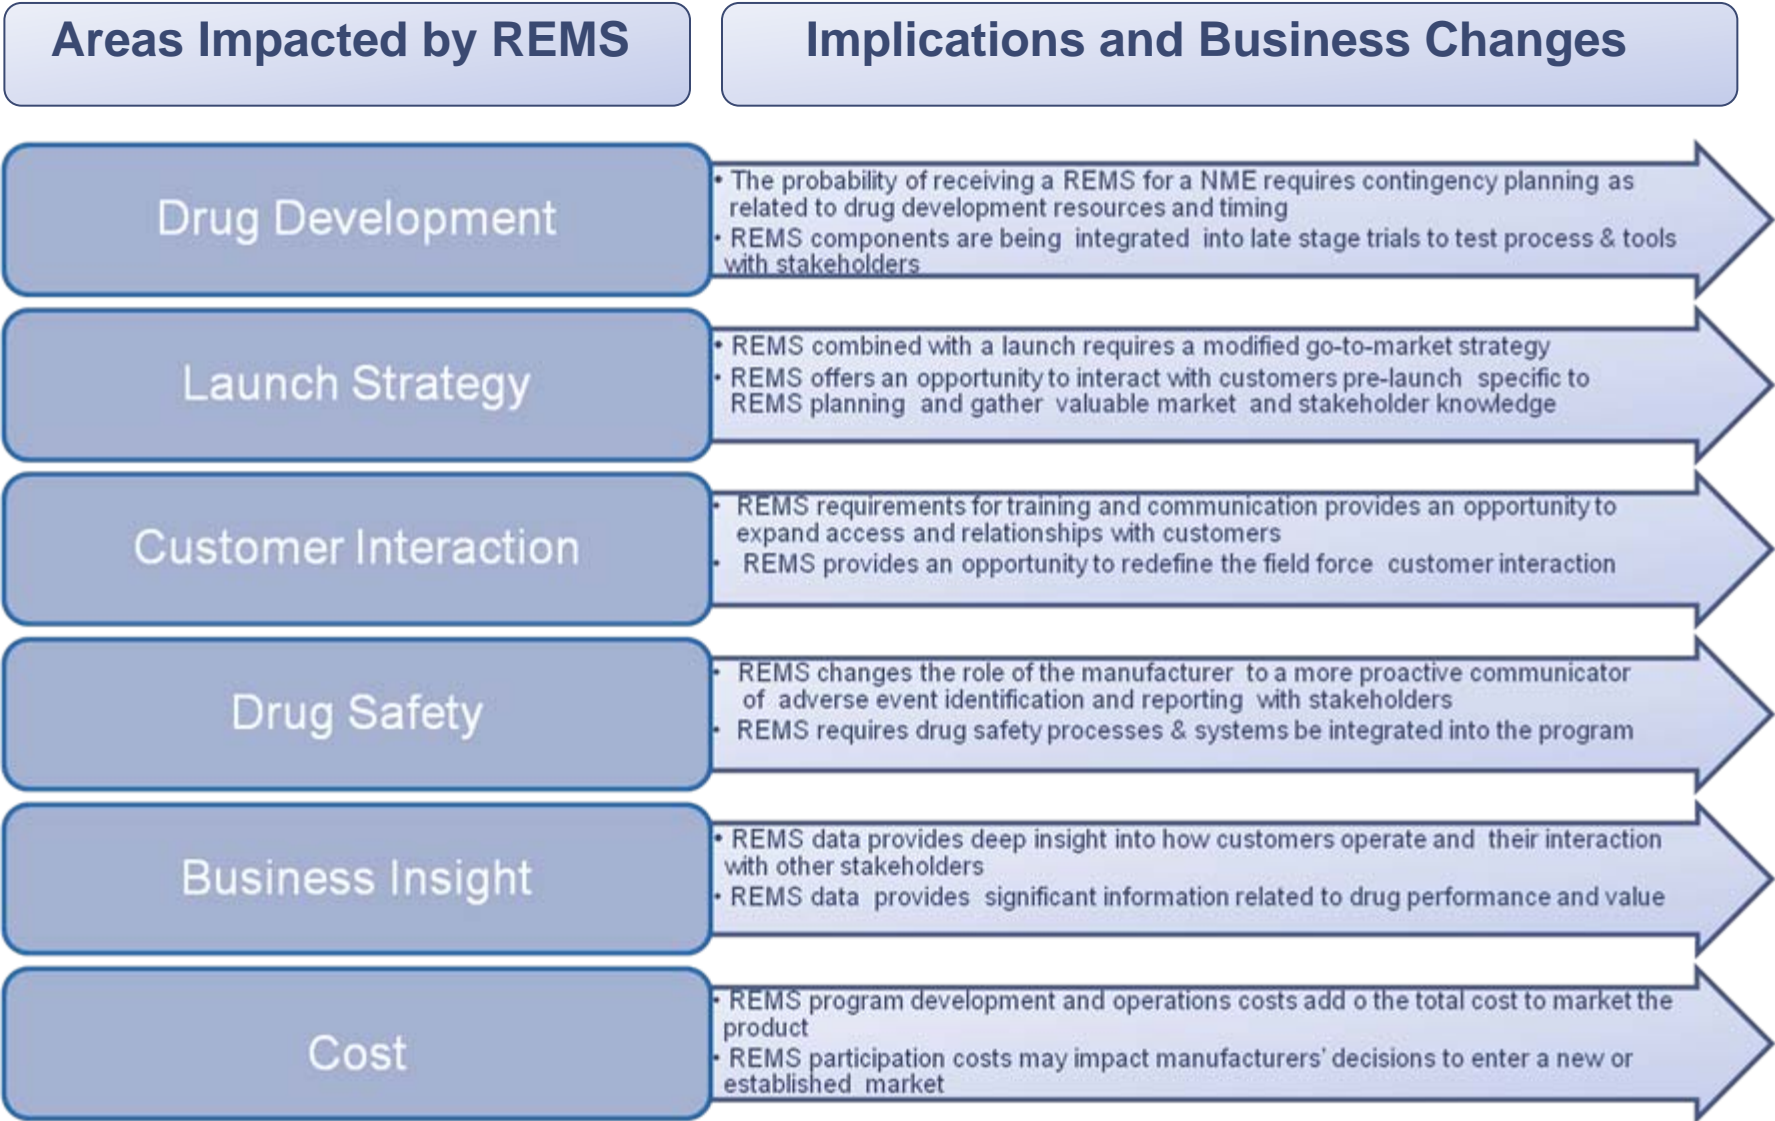 Areas Impacted by REMS
Implications and Business Changes
Drug Development
• The probability of receiving a REMS for a NME requires contingency planning as
related to drug development resources and timing
• REMS components are being integrated into late stage trials to test process & tools
with stakeholders
Launch Strategy
• REMS combined with a launch requires a modified go-to-market strategy
• REMS offers an opportunity to interact with customers pre-launch specific to
REMS planning and gather valuable market and stakeholder knowledge
Customer Interaction
• REMS requirements for training and communication provides an opportunity to
expand access and relationships with customers
• REMS provides an opportunity to redefine the field force customer interaction
Drug Safety
• REMS changes the role of the manufacturer to a more proactive communicator
of adverse event identification and reporting with stakeholders
• REMS requires drug safety processes & systems be integrated into the program
Business Insight
• REMS data provides deep insight into how customers operate and their interaction
with other stakeholders
• REMS data provides significant information related to drug performance and value
Cost
• REMS program development and operations costs add o the total cost to market the
product
• REMS participation costs may impact manufacturers' decisions to enter a new or
established market